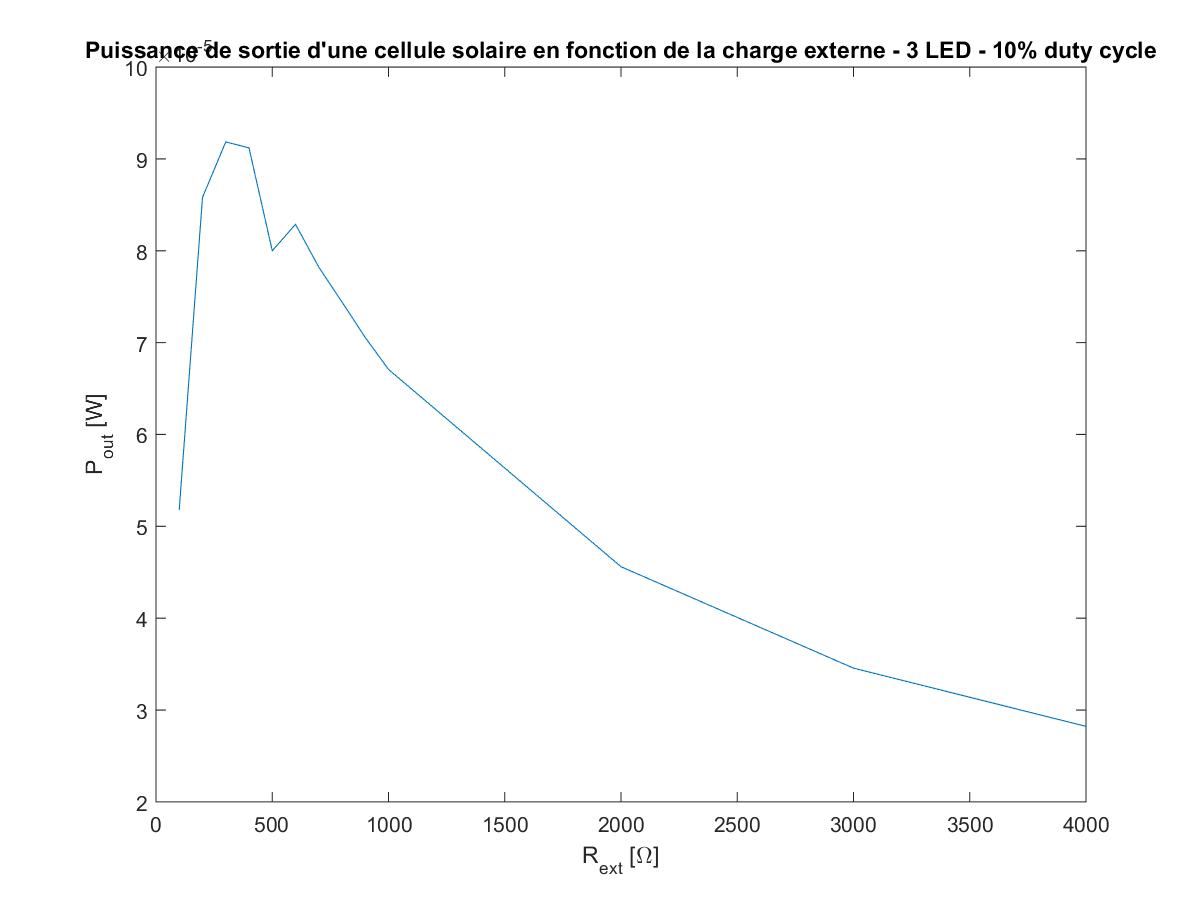 Puissance de sortie d'une cellule solaire en fonction de la charge externe - 3 LED - 10% duty cycle
×10-5
10
9
8
7
6
5
4
3
2
P_out [W]
0 500 1000 1500 2000 2500 3000 3500 4000
R_ext [Ω]